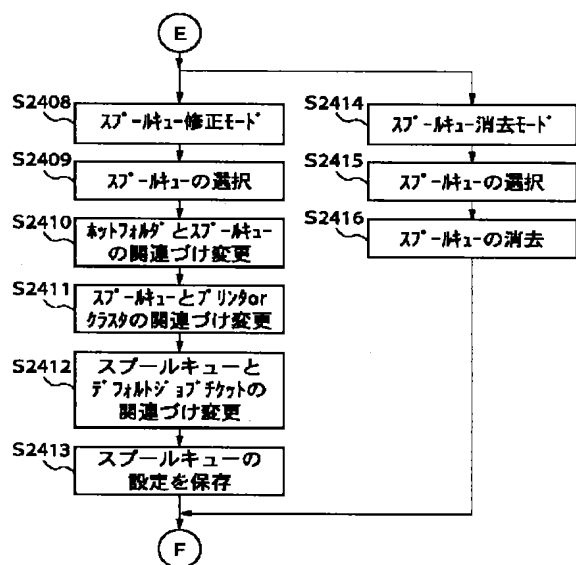 E
S2408
スプールキュー修正モード
S2409
スプールキューの選択
S2410
ホットフォルダとスプールキュー
の関連づけ変更
S2411
スプールキューとプリンタor
クラスタの関連づけ変更
S2412
スプールキューと
デフォルトジョブチケットの
関連づけ変更
S2413
スプールキューの
設定を保存
S2414
スプールキュー消去モード
S2415
スプールキューの選択
S2416
スプールキューの消去
F